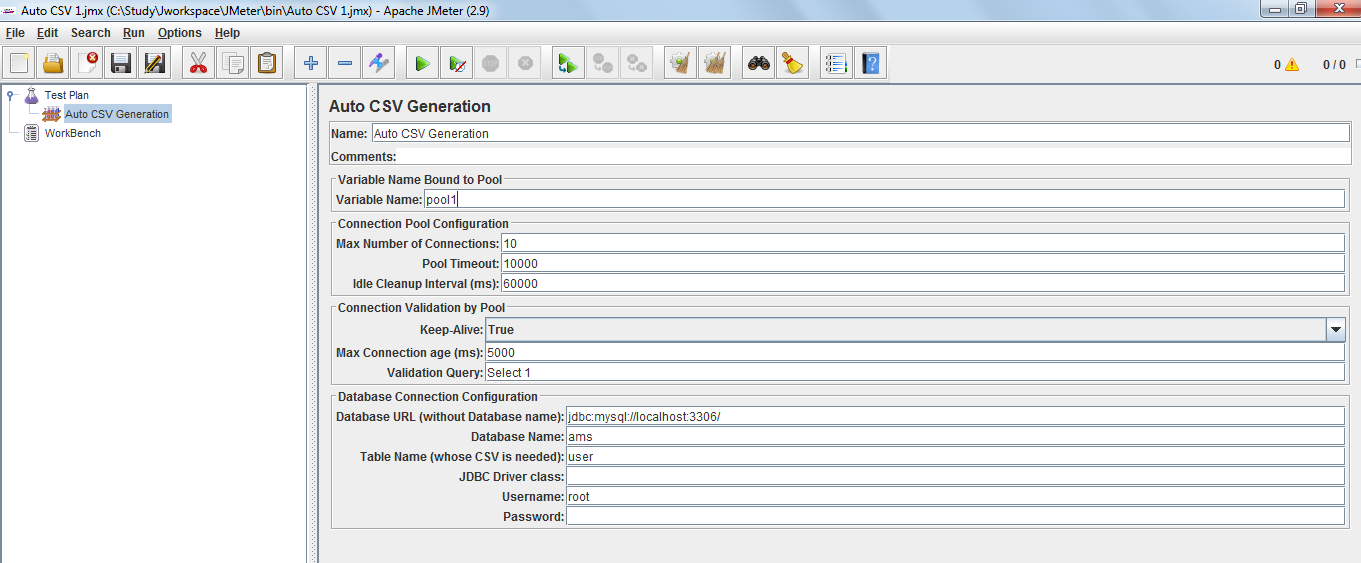 Auto CSV 1.jmx (C:\Study\Jworkspace\JMeter\bin\Auto CSV 1.jmx) - Apache JMeter (2.9)
File Edit Search Run Options Help
0 0 / 0
Test Plan
Auto CSV Generation
WorkBench
Auto CSV Generation
Name: Auto CSV Generation
Comments:
Variable Name Bound to Pool
Variable Name: pool1
Connection Pool Configuration
Max Number of Connections: 10
Pool Timeout: 10000
Idle Cleanup Interval (ms): 60000
Connection Validation by Pool
Keep-Alive: True
Max Connection age (ms): 5000
Validation Query: Select 1
Database Connection Configuration
Database URL (without Database name): jdbc:mysql://localhost:3306/
Database Name: ams
Table Name (whose CSV is needed): user
JDBC Driver class:
Username: root
Password: